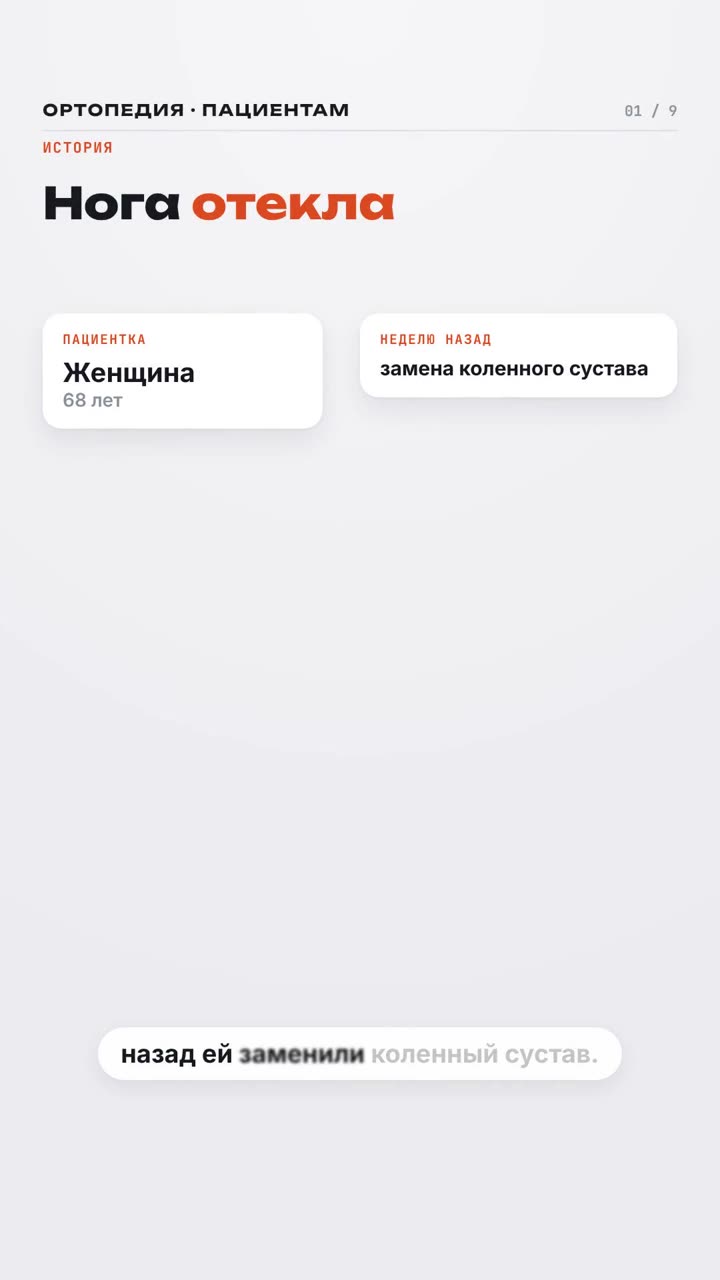 ОРТОПЕДИЯ · ПАЦИЕНТАМ
01 / 9
ИСТОРИЯ
Нога отекла
ПАЦИЕНТКА
Женщина
68 лет
НЕДЕЛЮ НАЗАД
замена коленного сустава
назад ей заменили коленный сустав.